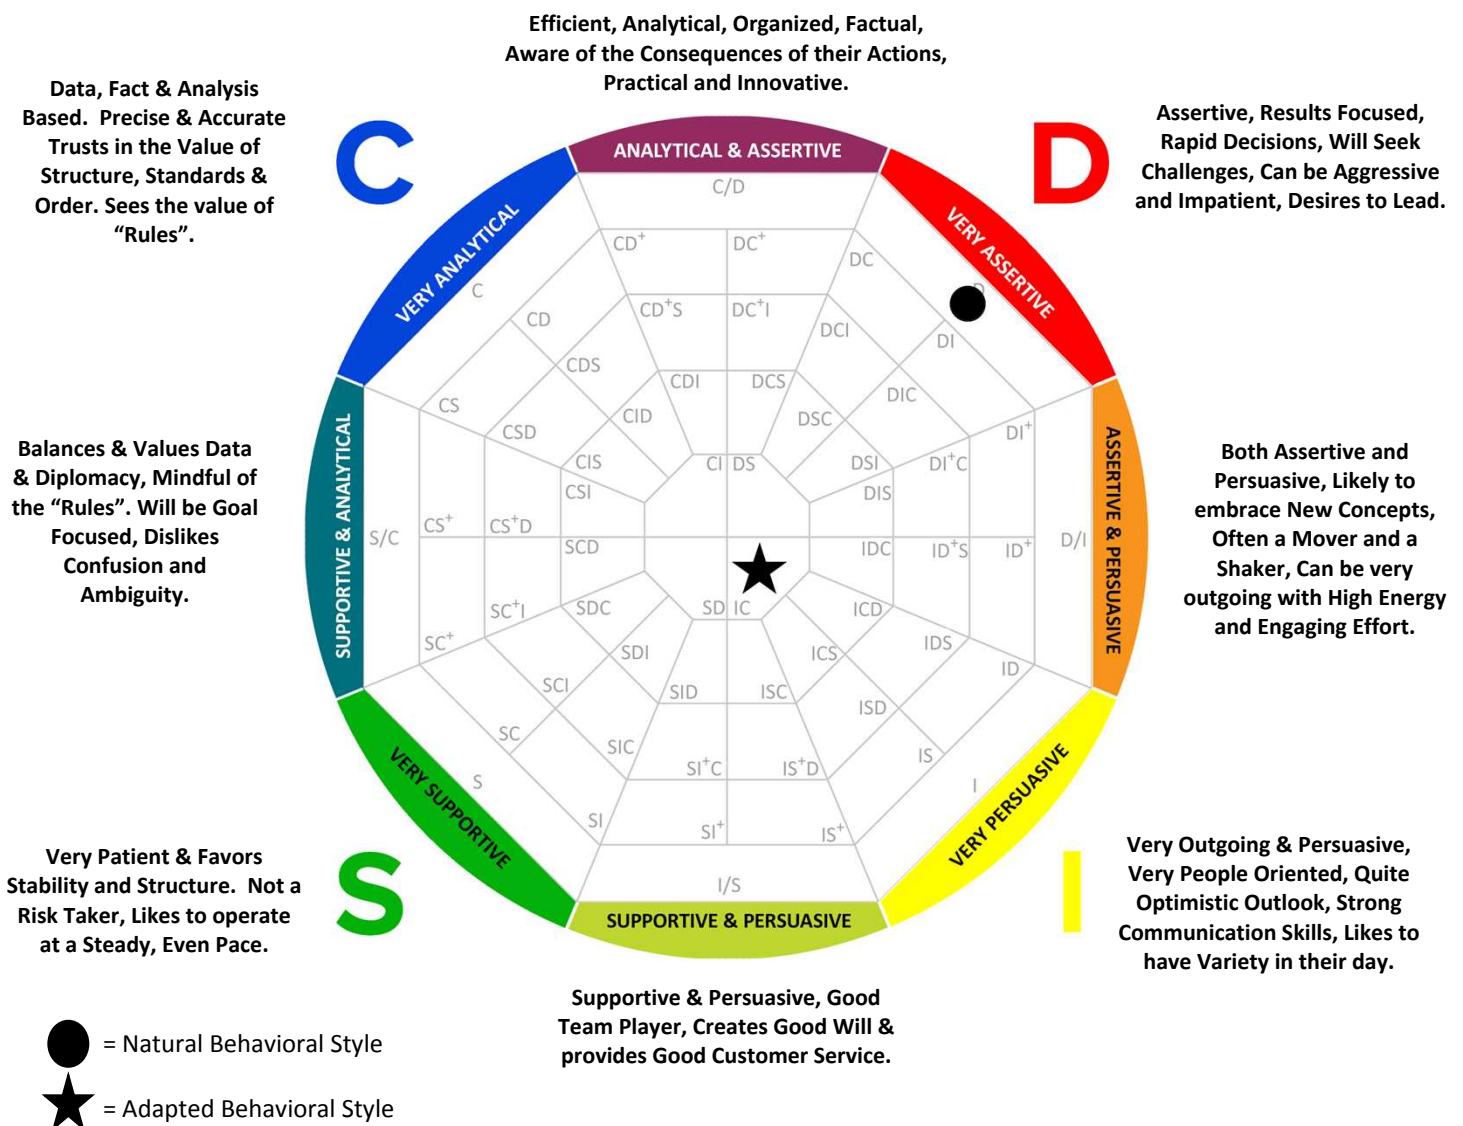 Efficient, Analytical, Organized, Factual,
Aware of the Consequences of their Actions,
Practical and Innovative.
Data, Fact & Analysis
Based.  Precise & Accurate
Trusts in the Value of
Structure, Standards &
Order. Sees the value of
“Rules”.
C
D
Assertive, Results Focused,
Rapid Decisions, Will Seek
Challenges, Can be Aggressive
and Impatient, Desires to Lead.
ANALYTICAL & ASSERTIVE
VERY ANALYTICAL
VERY ASSERTIVE
C/D
CD+
DC+
DC
C
D
CD
CD+S
DC+I
DCI
DI
CDS
CDI
DCS
DIC
CS
CID
DSC
CSD
DI+
CIS
CI
DS
DSI
DI+C
CSI
DIS
Balances & Values Data
& Diplomacy, Mindful of
the “Rules”. Will be Goal
Focused, Dislikes
Confusion and
Ambiguity.
SUPPORTIVE & ANALYTICAL
S/C
CS+
CS+D
SCD
IDC
ID+S
ID+
D/I
ASSERTIVE & PERSUASIVE
Both Assertive and
Persuasive, Likely to
embrace New Concepts,
Often a Mover and a
Shaker, Can be very
outgoing with High Energy
and Engaging Effort.
SC+I
SDC
SD
IC
ICD
SC+
SDI
ICS
IDS
SCI
SID
ISC
ID
ISD
SC
SIC
SI+C
IS+D
IS
S
I
SI
SI+
IS+
I/S
VERY SUPPORTIVE
VERY PERSUASIVE
SUPPORTIVE & PERSUASIVE
Very Patient & Favors
Stability and Structure.  Not a
Risk Taker, Likes to operate
at a Steady, Even Pace.
S
I
Very Outgoing & Persuasive,
Very People Oriented, Quite
Optimistic Outlook, Strong
Communication Skills, Likes to
have Variety in their day.
Supportive & Persuasive, Good
Team Player, Creates Good Will &
provides Good Customer Service.
= Natural Behavioral Style
= Adapted Behavioral Style